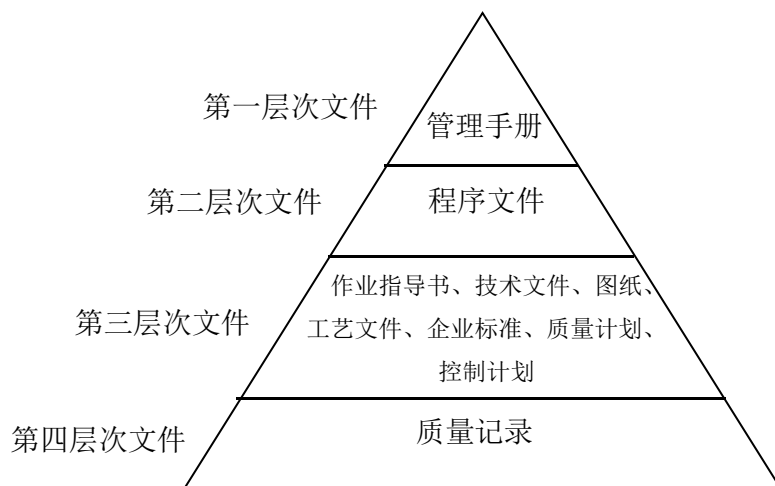 第一层次文件
管理手册
第二层次文件
程序文件
作业指导书、技术文件、图纸、
第三层次文件
工艺文件、企业标准、质量计划、
控制计划
第四层次文件
质量记录